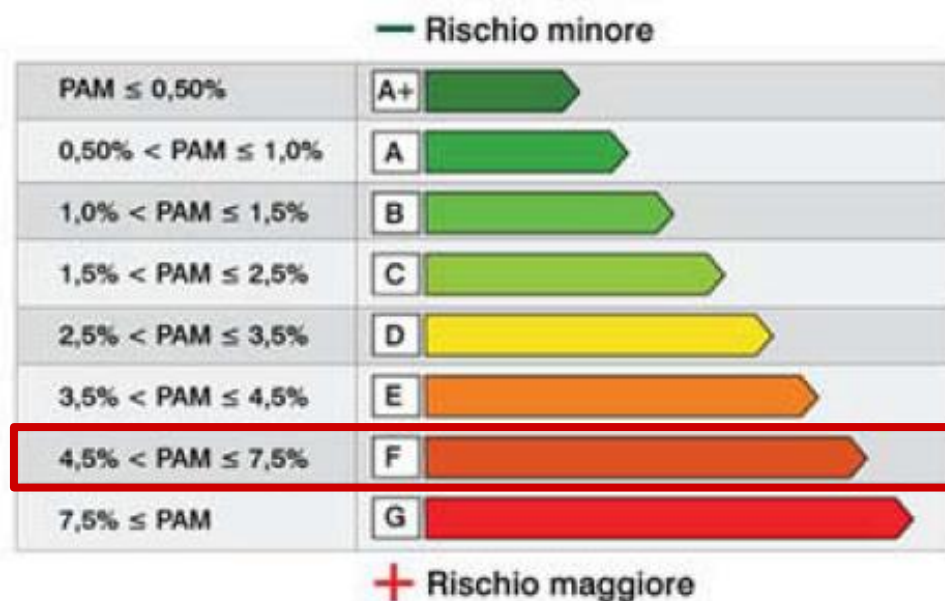 — Rischio minore
PAM ≤ 0,50% A+
0,50% < PAM ≤ 1,0% A
1,0% < PAM ≤ 1,5% B
1,5% < PAM ≤ 2,5% C
2,5% < PAM ≤ 3,5% D
3,5% < PAM ≤ 4,5% E
4,5% < PAM ≤ 7,5% F
7,5% ≤ PAM G
+ Rischio maggiore